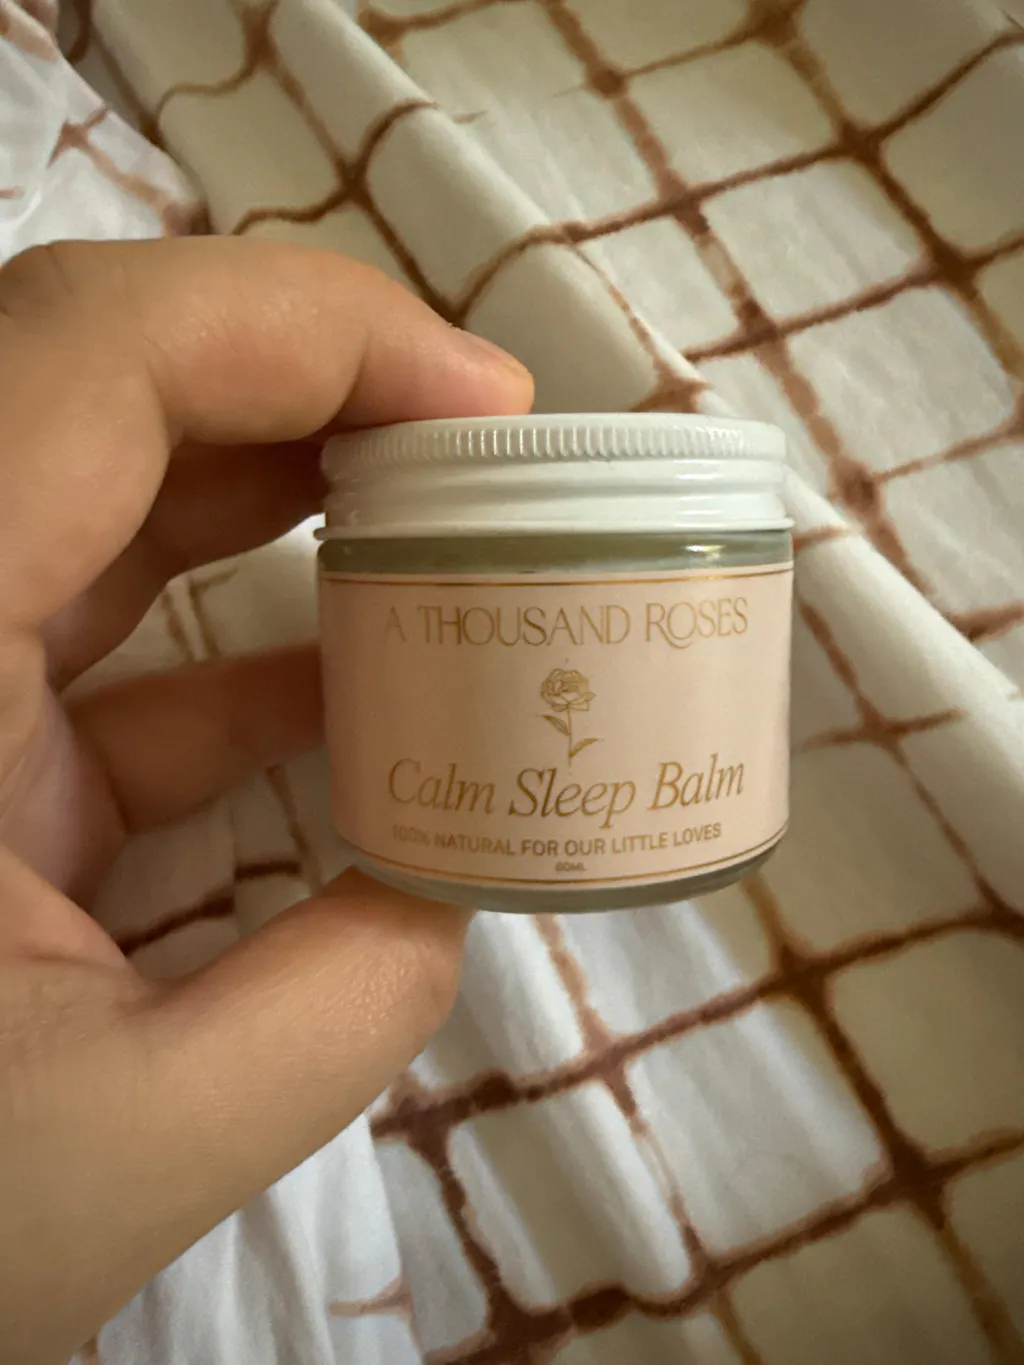 A THOUSAND ROSES
Calm Sleep Balm
100% NATURAL FOR OUR LITTLE LOVES
60ML